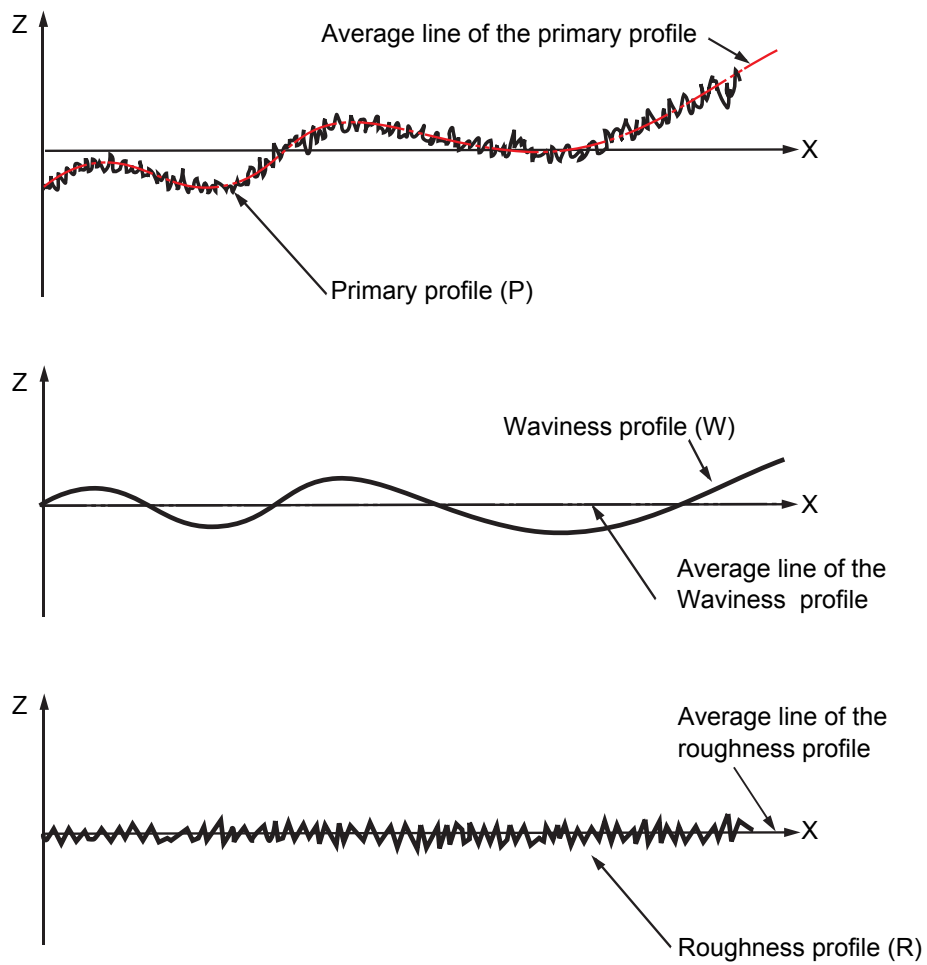 Z
Average line of the primary profile
X
Primary profile (P)
Z
Waviness profile (W)
X
Average line of the
Waviness profile
Z
Average line of the
roughness profile
X
Roughness profile (R)